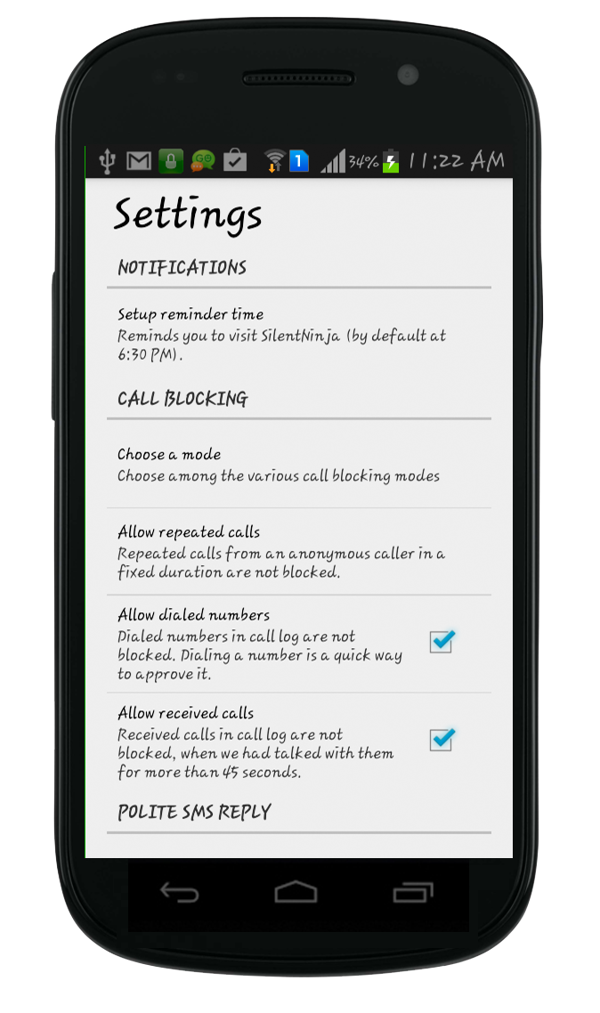 GO 1 34% 11:22 AM
Settings
NOTIFICATIONS
Setup reminder time
Reminds you to visit SilentNinja (by default at
6:30 PM).
CALL BLOCKING
Choose a mode
Choose among the various call blocking modes
Allow repeated calls
Repeated calls from an anonymous caller in a
fixed duration are not blocked.
Allow dialed numbers
Dialed numbers in call log are not
blocked. Dialing a number is a quick way
to approve it.
Allow received calls
Received calls in call log are not
blocked, when we had talked with them
for more than 45 seconds.
POLITE SMS REPLY